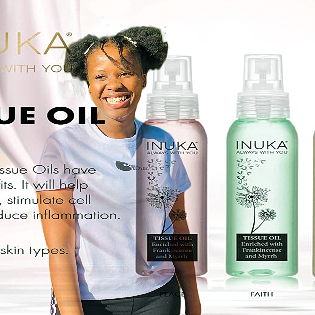 UKA®
WITH YOU
UE OIL
ssue Oils have
its. It will help
, stimulate cell
duce inflammation.
skin types.
INUKA®
ALWAYS WITH YOU
TISSUE OIL
Enriched with
Frankincense
and Myrrh
INUKA®
ALWAYS WITH YOU
TISSUE OIL
Enriched with
Frankincense
and Myrrh
FAITH